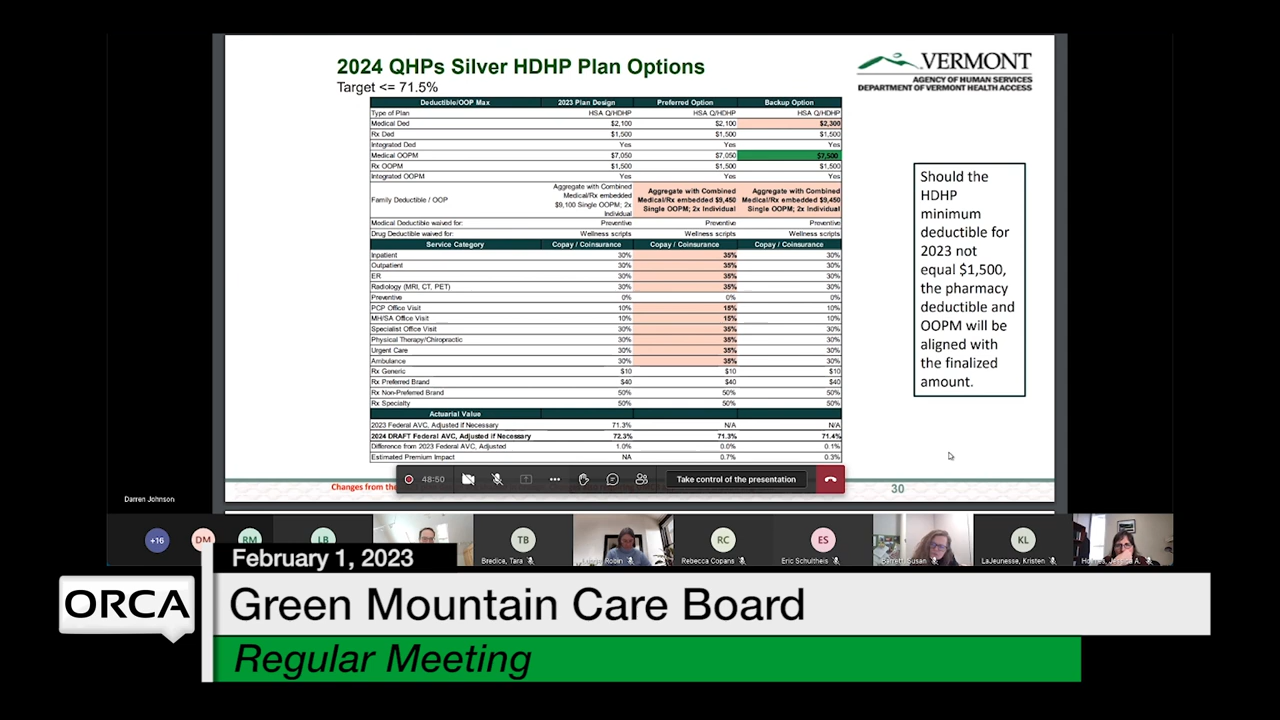 2024 QHPs Silver HDHP Plan Options
Target <= 71.5%
VERMONT
AGENCY OF HUMAN SERVICES
DEPARTMENT OF VERMONT HEALTH ACCESS
Deductible/OOP Max 2023 Plan Design Preferred Option Backup Option
Type of Plan HSA Q/HDHP HSA Q/HDHP HSA Q/HDHP
Medical Ded $2,100 $2,100 $2,300
Rx Ded $1,500 $1,500 $1,500
Integrated Ded Yes Yes Yes
Medical OOPM $7,050 $7,050 $7,500
Rx OOPM $1,500 $1,500 $1,500
Integrated OOPM Yes Yes Yes
Family Deductible / OOP
Aggregate with Combined
Medical/Rx embedded
$9,100 Single OOPM; 2x
Individual
Aggregate with Combined
Medical/Rx embedded $9,450
Single OOPM; 2x Individual
Aggregate with Combined
Medical/Rx embedded $9,450
Single OOPM; 2x Individual
Medical Deductible waived for: Preventive Preventive Preventive
Drug Deductible waived for: Wellness scripts Wellness scripts Wellness scripts
Service Category Copay / Coinsurance Copay / Coinsurance Copay / Coinsurance
Inpatient 30% 35% 30%
Outpatient 30% 35% 30%
ER 30% 35% 30%
Radiology (MRI, CT, PET) 30% 35% 30%
Preventive 0% 0% 0%
PCP Office Visit 10% 15% 10%
MH/SA Office Visit 10% 15% 10%
Specialist Office Visit 30% 35% 30%
Physical Therapy/Chiropractic 30% 35% 30%
Urgent Care 30% 35% 30%
Ambulance 30% 35% 30%
Rx Generic $10 $10 $10
Rx Preferred Brand $40 $40 $40
Rx Non-Preferred Brand 50% 50% 50%
Rx Specialty 50% 50% 50%
Actuarial Value
2023 Federal AVC, Adjusted if Necessary 71.3% N/A N/A
2024 DRAFT Federal AVC, Adjusted if Necessary 72.3% 71.3% 71.4%
Difference from 2023 Federal AVC, Adjusted 1.0% 0.0% 0.1%
Estimated Premium Impact NA 0.7% 0.3%
Should the
HDHP
minimum
deductible for
2023 not
equal $1,500,
the pharmacy
deductible and
OOPM will be
aligned with
the finalized
amount.
48:50
Take control of the presentation
Changes from
30
Darren Johnson
+16 DM RM LB TB RC ES KL
Bredice, Tara Robin Rebecca Copans Eric Schultheis Susan LaJeunesse, Kristen A.
February 1, 2023
ORCA
Green Mountain Care Board
Regular Meeting